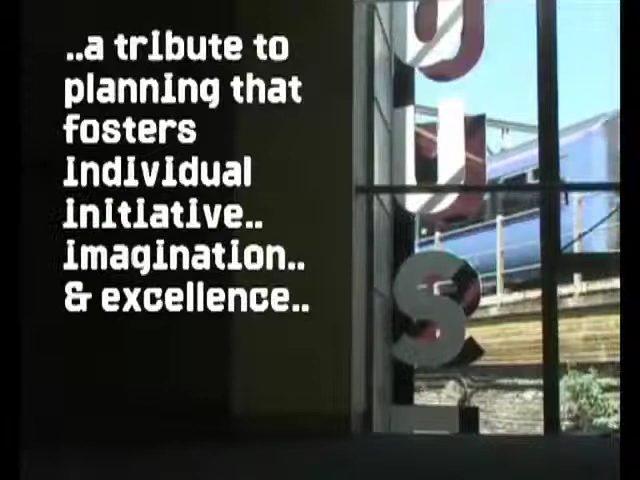 ..a tribute to
planning that
fosters
individual
initiative..
imagination..
& excellence..
O
U
S